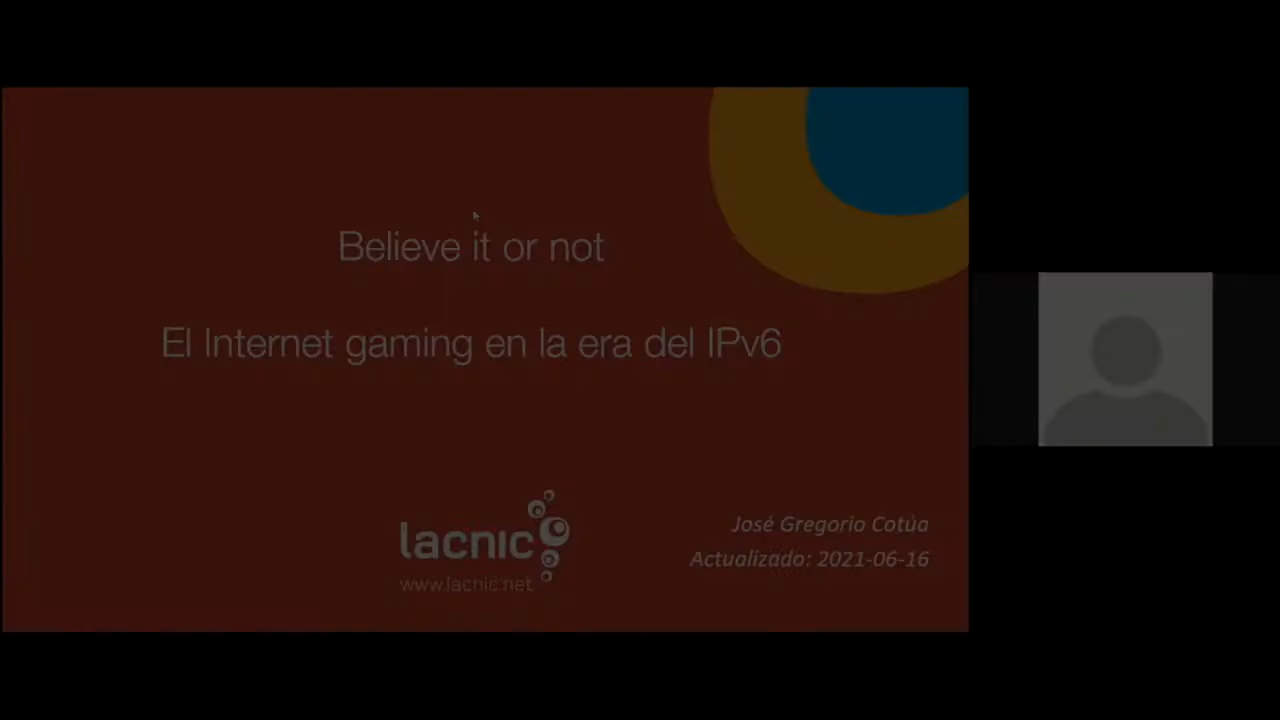 Believe it or not
El Internet gaming en la era del IPv6
lacnic
www.lacnic.net
José Gregorio Cotúa
Actualizado: 2021-06-16